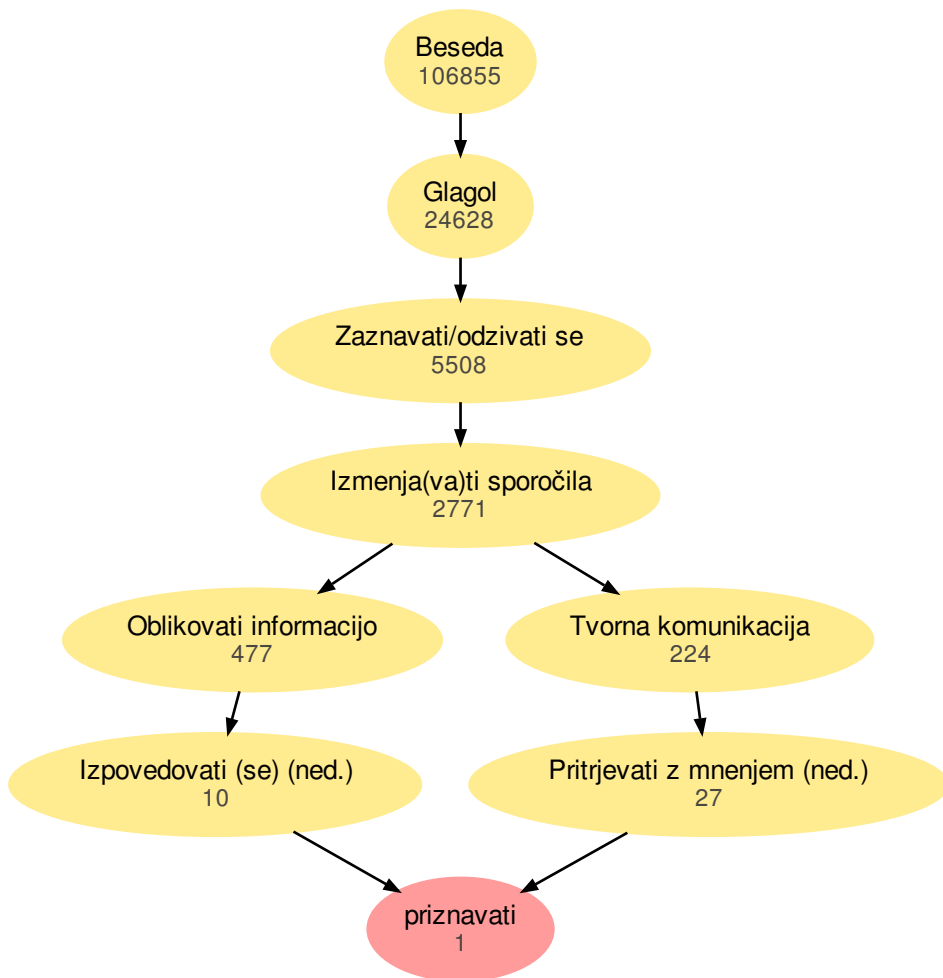 Beseda
106855
Glagol
24628
Zaznavati/odzivati se
5508
Izmenja(va)ti sporočila
2771
Oblikovati informacijo
477
Tvorna komunikacija
224
Izpovedovati (se) (ned.)
10
Pritrjevati z mnenjem (ned.)
27
priznavati
1